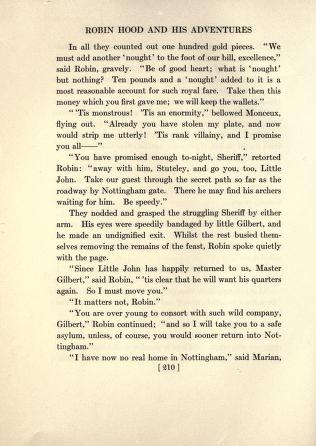 ROBIN HOOD AND HIS ADVENTURES
In all they counted out one hundred gold pieces. "We
must add another 'nought' to the foot of our bill, excellence,"
said Robin, gravely. "Be of good heart; what is 'nought'
but nothing? Ten pounds and a 'nought' added to it is a
most reasonable account for such royal fare. Take then this
money which you first gave me; we will keep the wallets."
"'Tis monstrous! 'Tis an enormity," bellowed Monceux,
flying out. "Already you have stolen my plate, and now
would strip me utterly! 'Tis rank villainy, and I promise
you all——"
"You have promised enough to-night, Sheriff," retorted
Robin: "away with him, Stuteley, and go you, too, Little
John. Take our guest through the secret path so far as the
roadway by Nottingham gate. There he may find his archers
waiting for him. Be speedy."
They nodded and grasped the struggling Sheriff by either
arm. His eyes were speedily bandaged by little Gilbert, and
he made an undignified exit. Whilst the rest busied them-
selves removing the remains of the feast, Robin spoke quietly
with the page.
"Since Little John has happily returned to us, Master
Gilbert," said Robin, "'tis clear that he will want his quarters
again. So I must move you."
"It matters not, Robin."
"You are over young to consort with such wild company,
Gilbert," Robin continued; "and so I will take you to a safe
asylum, unless, of course, you would sooner return into Not-
tingham."
"I have now no real home in Nottingham," said Marian,
[ 210 ]